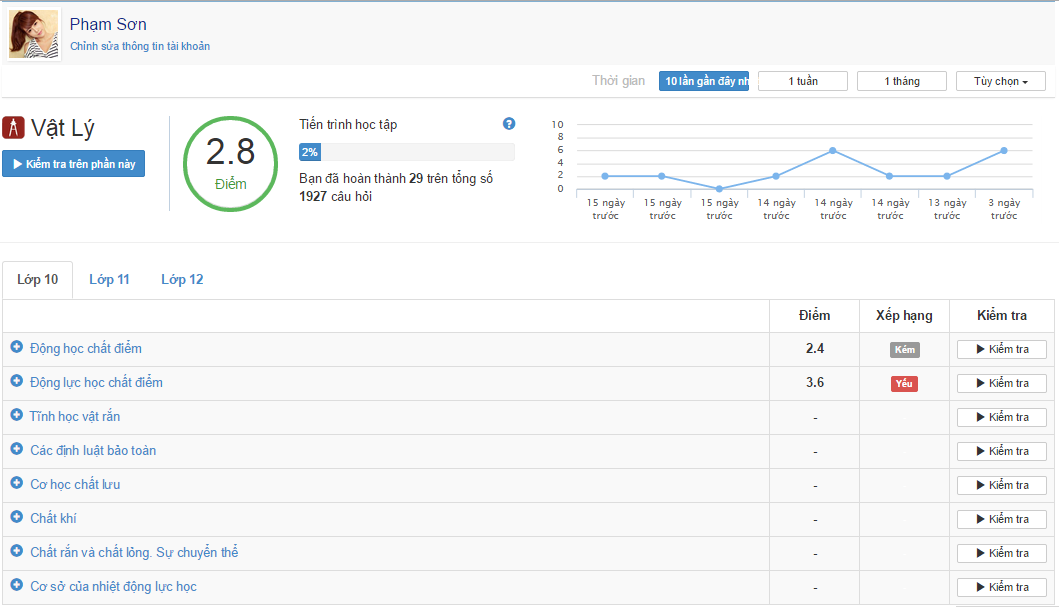 Phạm Sơn
Chỉnh sửa thông tin tài khoản
Thời gian 10 lần gần đây nh 1 tuần 1 tháng Tùy chọn
Vật Lý
Kiểm tra trên phần này
2.8
Điểm
Tiến trình học tập
2%
Bạn đã hoàn thành 29 trên tổng số
1927 câu hỏi
10
8
6
4
2
0
15 ngày trước 15 ngày trước 15 ngày trước 14 ngày trước 14 ngày trước 14 ngày trước 13 ngày trước 3 ngày trước
Lớp 10 Lớp 11 Lớp 12
Điểm Xếp hạng Kiểm tra
Động học chất điểm 2.4 Kém Kiểm tra
Động lực học chất điểm 3.6 Yếu Kiểm tra
Tĩnh học vật rắn - Kiểm tra
Các định luật bảo toàn - Kiểm tra
Cơ học chất lưu - Kiểm tra
Chất khí - Kiểm tra
Chất rắn và chất lỏng. Sự chuyển thể - Kiểm tra
Cơ sở của nhiệt động lực học - Kiểm tra